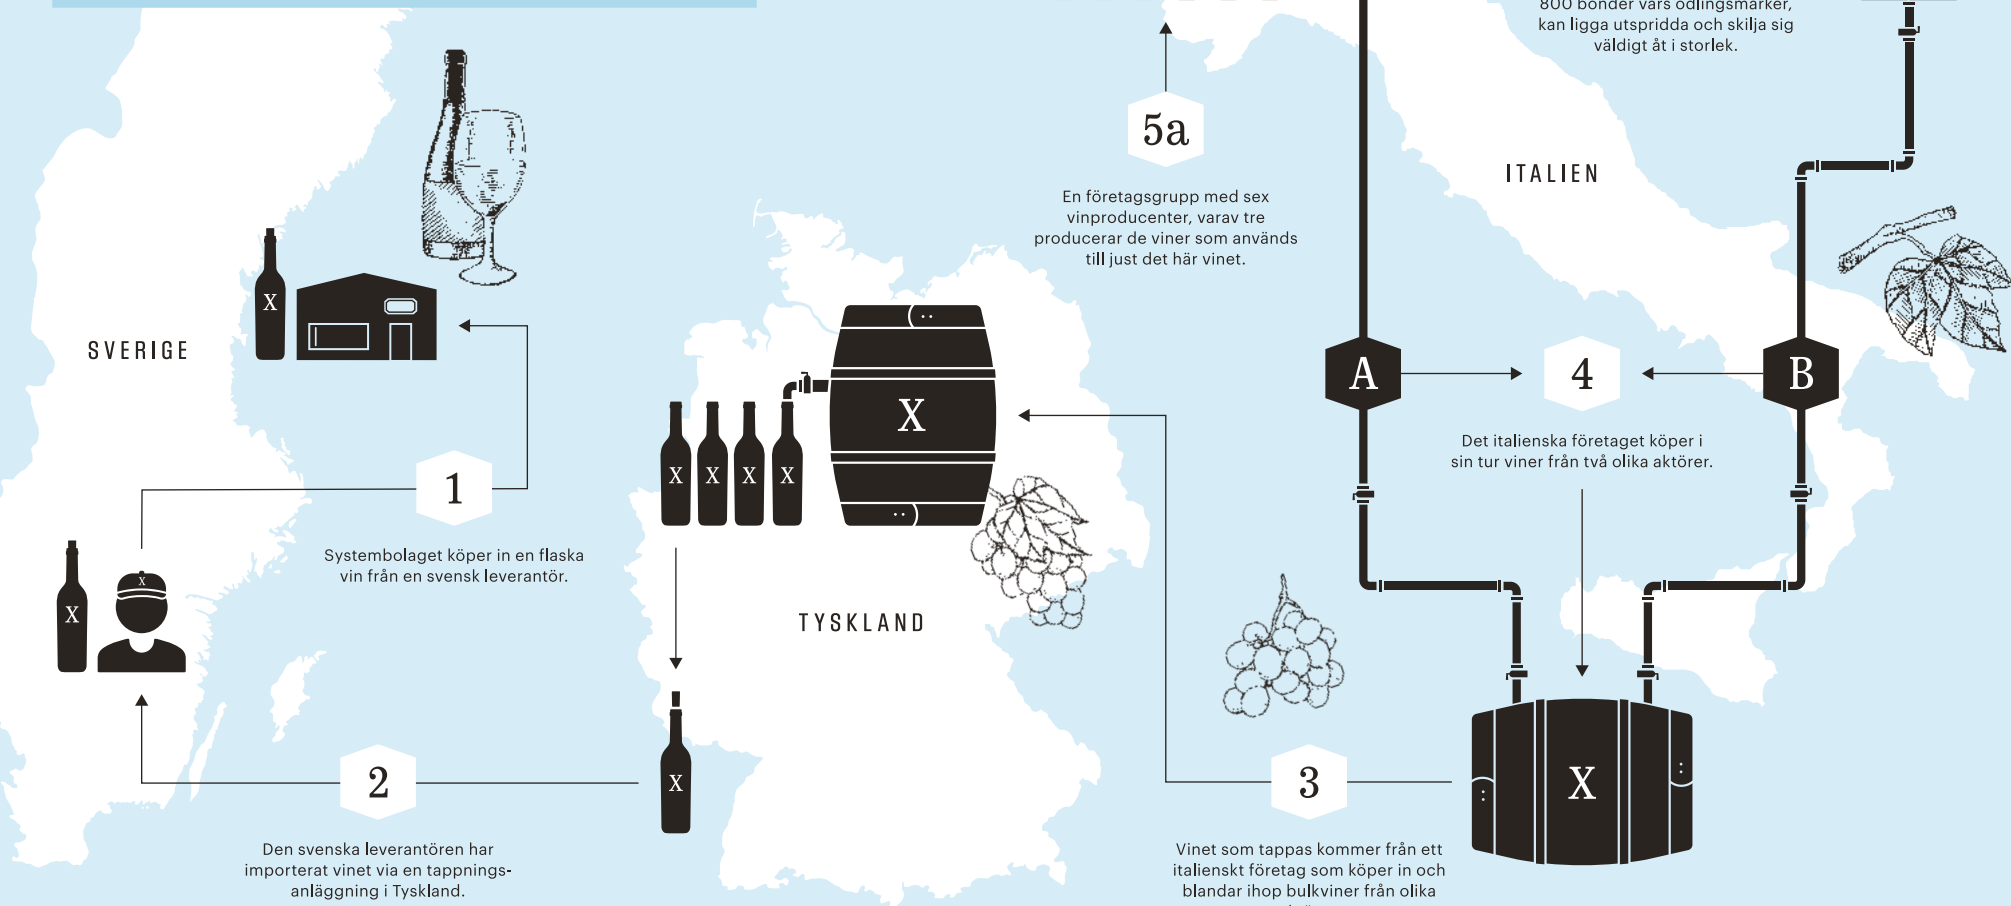 800 bönder vars odlingsmarker,
kan ligga utspridda och skilja sig
väldigt åt i storlek.
5a
En företagsgrupp med sex
vinproducenter, varav tre
producerar de viner som används
till just det här vinet.
ITALIEN
SVERIGE
X
X
X
X
X
X
A
4
B
Det italienska företaget köper i
sin tur viner från två olika aktörer.
1
Systembolaget köper in en flaska
vin från en svensk leverantör.
X
X
TYSKLAND
2
Den svenska leverantören har
importerat vinet via en tappnings-
anläggning i Tyskland.
X
3
Vinet som tappas kommer från ett
italienskt företag som köper in och
blandar ihop bulkviner från olika
X